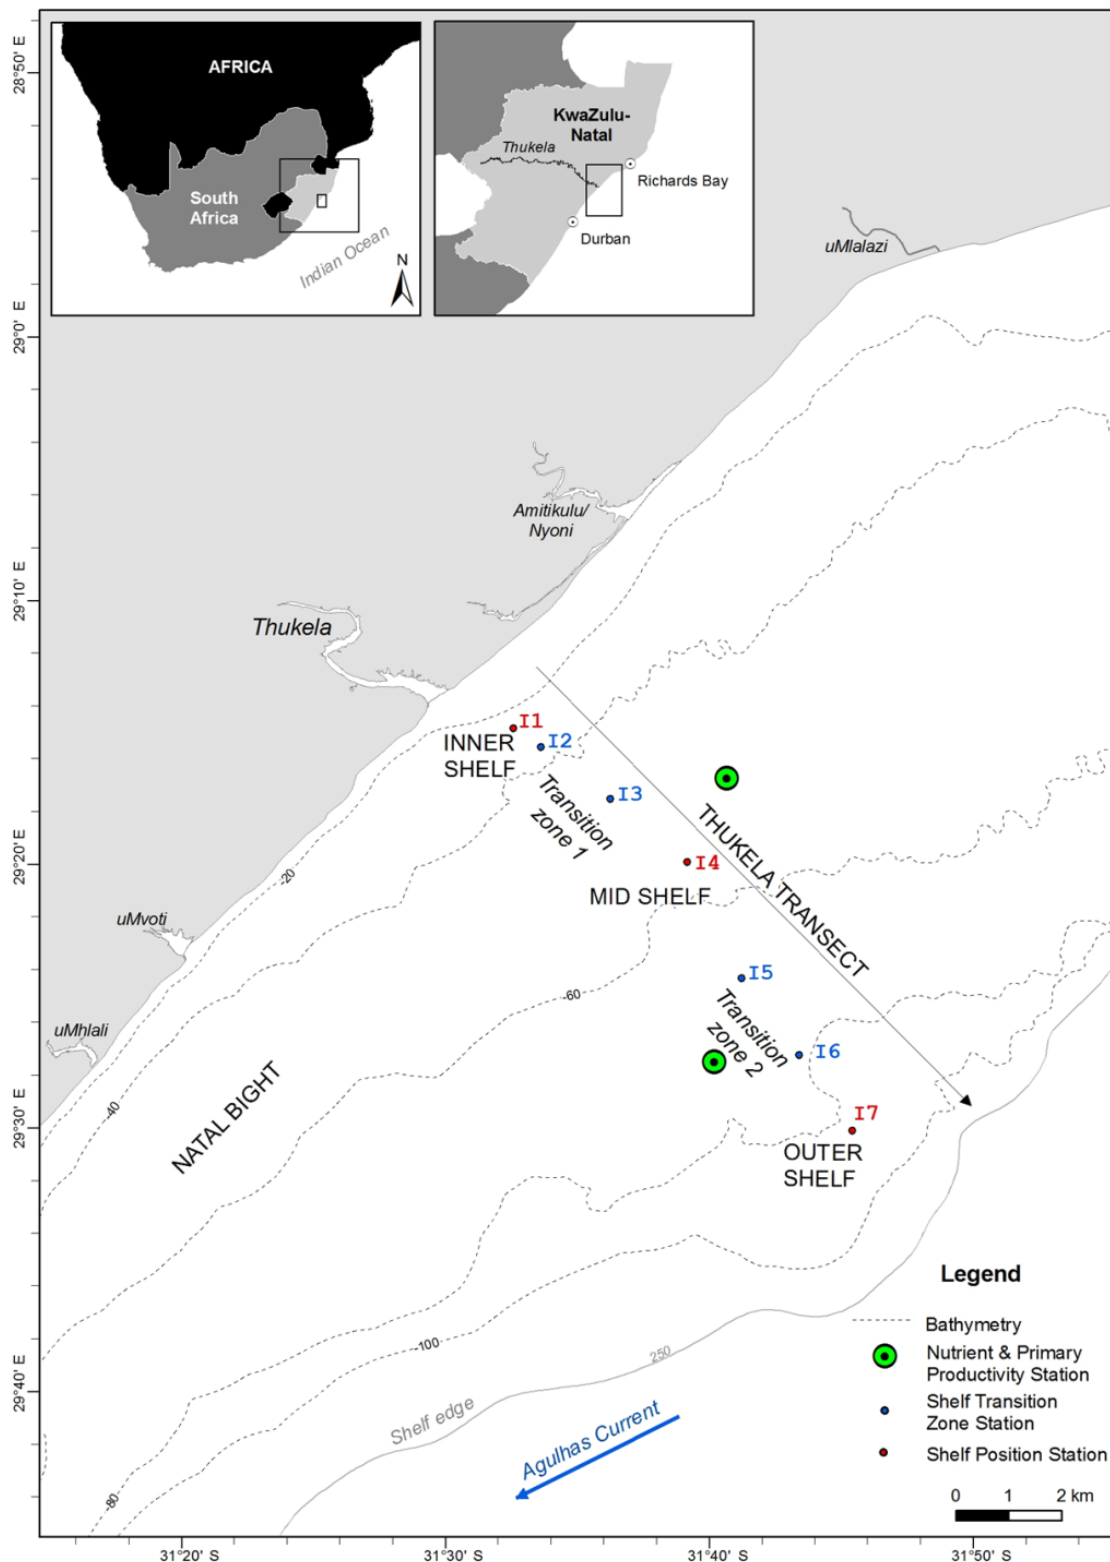 AFRICA
South
Africa
Indian Ocean
N
KwaZulu-
Natal
Thukela
Richards Bay
Durban
28°50' E
29°0' E
29°10' E
29°20' E
29°30' E
29°40' E
uMlalazi
Amitikulu/
Nyoni
Thukela
I1
INNER
SHELF
I2
Transition
zone 1
I3
THUKELA TRANSECT
I4
MID SHELF
-20
uMvoti
I5
-60
Transition
zone 2
I6
uMhlali
-40
NATAL BIGHT
I7
OUTER
SHELF
-100
250
Shelf edge
Agulhas Current
-80
Legend
Bathymetry
Nutrient & Primary
Productivity Station
Shelf Transition
Zone Station
Shelf Position Station
0 1 2 km
31°20' S 31°30' S 31°40' S 31°50' S